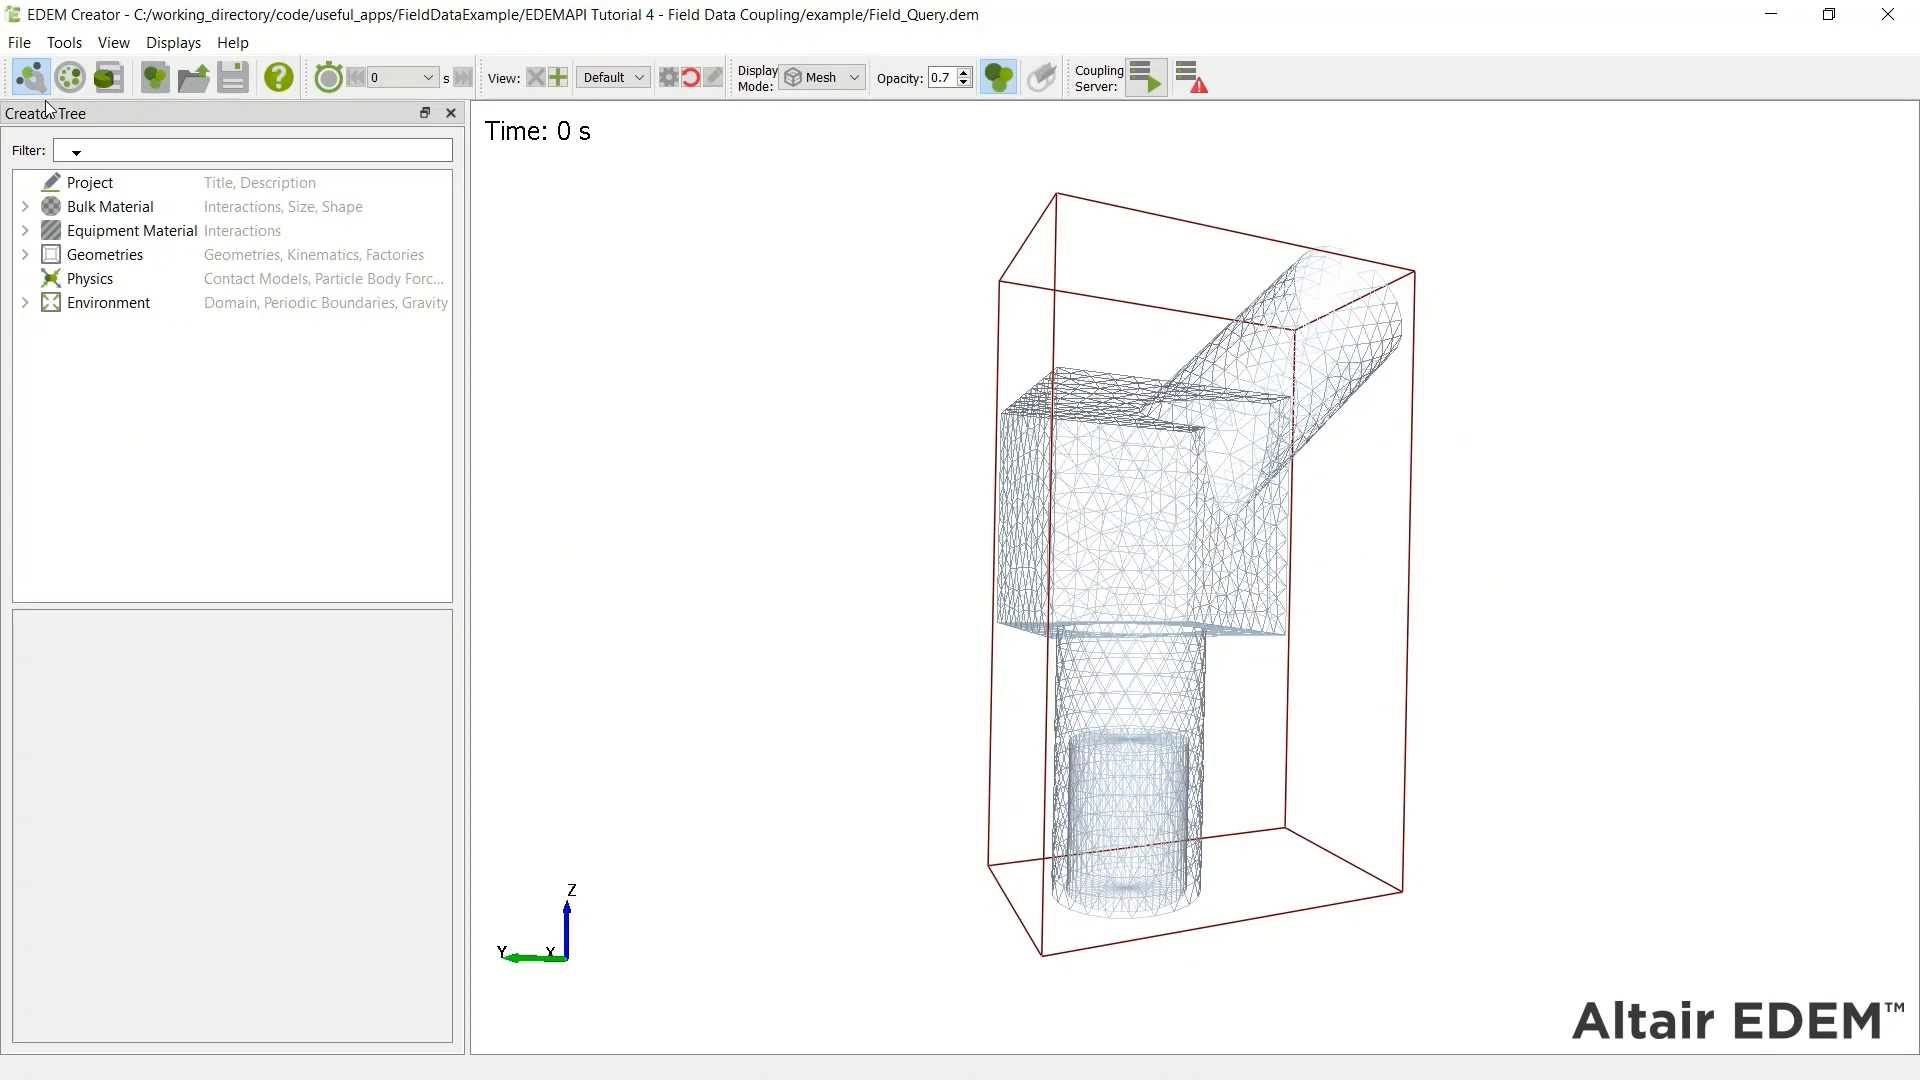 EDEM Creator - C:/working_directory/code/useful_apps/FieldDataExample/EDEMAPI Tutorial 4 - Field Data Coupling/example/Field_Query.dem
File Tools View Displays Help
0 s View: Default Display Mode: Mesh Opacity: 0.7 Coupling Server:
Creator Tree
Time: 0 s
Filter:
Project Title, Description
Bulk Material Interactions, Size, Shape
Equipment Material Interactions
Geometries Geometries, Kinematics, Factories
Physics Contact Models, Particle Body Forc...
Environment Domain, Periodic Boundaries, Gravity
Z
Y X
Altair EDEM™